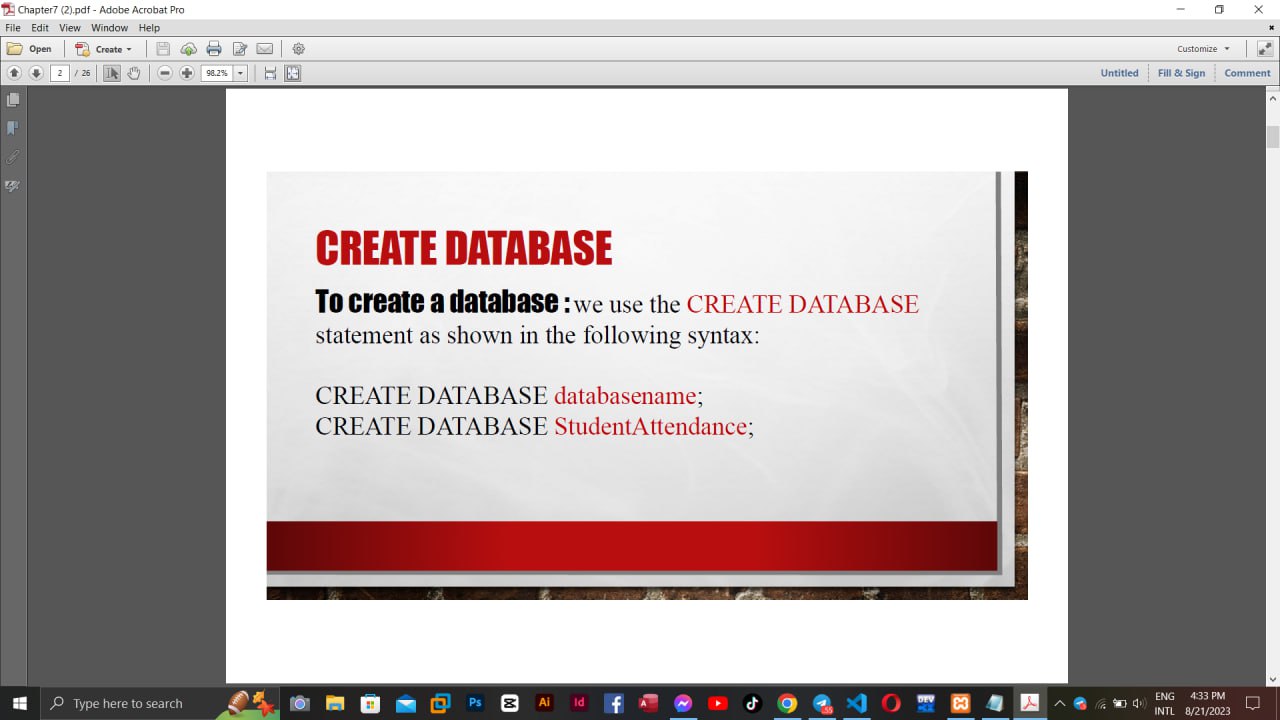 Chapter7 (2).pdf - Adobe Acrobat Pro
File Edit View Window Help
Open Create Customize
2 / 26 98.2% Untitled Fill & Sign Comment
CREATE DATABASE
To create a database : we use the CREATE DATABASE
statement as shown in the following syntax:
CREATE DATABASE databasename;
CREATE DATABASE StudentAttendance;
Type here to search
Ps Ai Id
ENG 4:33 PM
INTL 8/21/2023